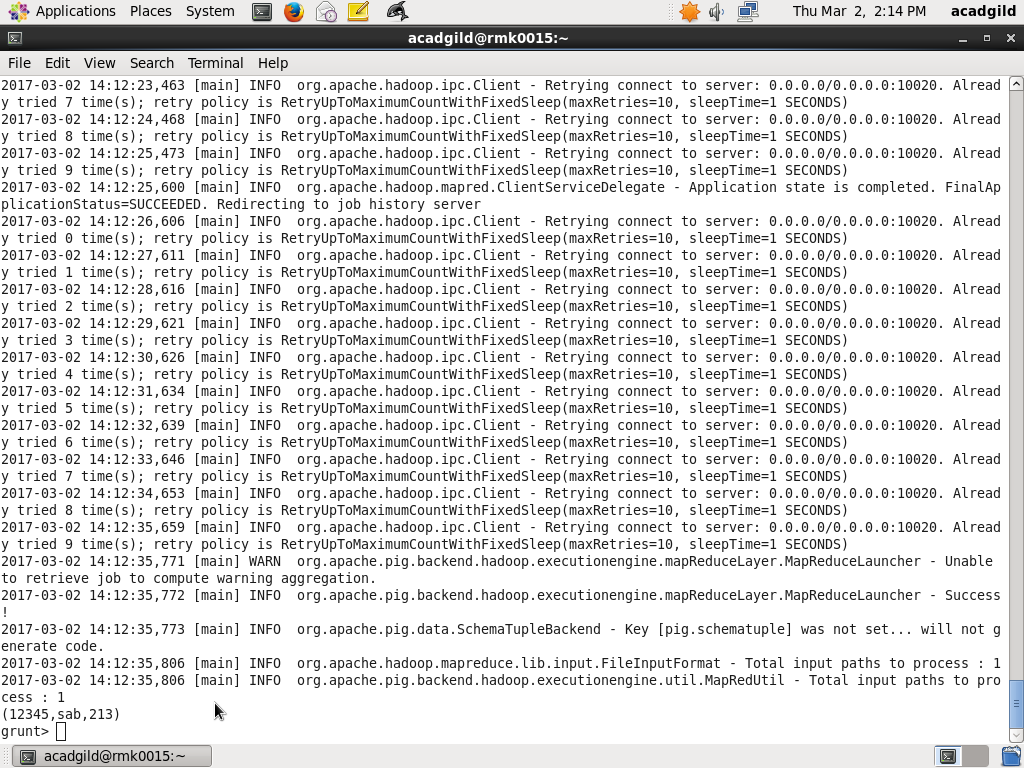 Applications Places System Thu Mar 2, 2:14 PM acadgild
acadgild@rmk0015:~
File Edit View Search Terminal Help
2017-03-02 14:12:23,463 [main] INFO  org.apache.hadoop.ipc.Client - Retrying connect to server: 0.0.0.0/0.0.0.0:10020. Alread
y tried 7 time(s); retry policy is RetryUpToMaximumCountWithFixedSleep(maxRetries=10, sleepTime=1 SECONDS)
2017-03-02 14:12:24,468 [main] INFO  org.apache.hadoop.ipc.Client - Retrying connect to server: 0.0.0.0/0.0.0.0:10020. Alread
y tried 8 time(s); retry policy is RetryUpToMaximumCountWithFixedSleep(maxRetries=10, sleepTime=1 SECONDS)
2017-03-02 14:12:25,473 [main] INFO  org.apache.hadoop.ipc.Client - Retrying connect to server: 0.0.0.0/0.0.0.0:10020. Alread
y tried 9 time(s); retry policy is RetryUpToMaximumCountWithFixedSleep(maxRetries=10, sleepTime=1 SECONDS)
2017-03-02 14:12:25,600 [main] INFO  org.apache.hadoop.mapred.ClientServiceDelegate - Application state is completed. FinalAp
plicationStatus=SUCCEEDED. Redirecting to job history server
2017-03-02 14:12:26,606 [main] INFO  org.apache.hadoop.ipc.Client - Retrying connect to server: 0.0.0.0/0.0.0.0:10020. Alread
y tried 0 time(s); retry policy is RetryUpToMaximumCountWithFixedSleep(maxRetries=10, sleepTime=1 SECONDS)
2017-03-02 14:12:27,611 [main] INFO  org.apache.hadoop.ipc.Client - Retrying connect to server: 0.0.0.0/0.0.0.0:10020. Alread
y tried 1 time(s); retry policy is RetryUpToMaximumCountWithFixedSleep(maxRetries=10, sleepTime=1 SECONDS)
2017-03-02 14:12:28,616 [main] INFO  org.apache.hadoop.ipc.Client - Retrying connect to server: 0.0.0.0/0.0.0.0:10020. Alread
y tried 2 time(s); retry policy is RetryUpToMaximumCountWithFixedSleep(maxRetries=10, sleepTime=1 SECONDS)
2017-03-02 14:12:29,621 [main] INFO  org.apache.hadoop.ipc.Client - Retrying connect to server: 0.0.0.0/0.0.0.0:10020. Alread
y tried 3 time(s); retry policy is RetryUpToMaximumCountWithFixedSleep(maxRetries=10, sleepTime=1 SECONDS)
2017-03-02 14:12:30,626 [main] INFO  org.apache.hadoop.ipc.Client - Retrying connect to server: 0.0.0.0/0.0.0.0:10020. Alread
y tried 4 time(s); retry policy is RetryUpToMaximumCountWithFixedSleep(maxRetries=10, sleepTime=1 SECONDS)
2017-03-02 14:12:31,634 [main] INFO  org.apache.hadoop.ipc.Client - Retrying connect to server: 0.0.0.0/0.0.0.0:10020. Alread
y tried 5 time(s); retry policy is RetryUpToMaximumCountWithFixedSleep(maxRetries=10, sleepTime=1 SECONDS)
2017-03-02 14:12:32,639 [main] INFO  org.apache.hadoop.ipc.Client - Retrying connect to server: 0.0.0.0/0.0.0.0:10020. Alread
y tried 6 time(s); retry policy is RetryUpToMaximumCountWithFixedSleep(maxRetries=10, sleepTime=1 SECONDS)
2017-03-02 14:12:33,646 [main] INFO  org.apache.hadoop.ipc.Client - Retrying connect to server: 0.0.0.0/0.0.0.0:10020. Alread
y tried 7 time(s); retry policy is RetryUpToMaximumCountWithFixedSleep(maxRetries=10, sleepTime=1 SECONDS)
2017-03-02 14:12:34,653 [main] INFO  org.apache.hadoop.ipc.Client - Retrying connect to server: 0.0.0.0/0.0.0.0:10020. Alread
y tried 8 time(s); retry policy is RetryUpToMaximumCountWithFixedSleep(maxRetries=10, sleepTime=1 SECONDS)
2017-03-02 14:12:35,659 [main] INFO  org.apache.hadoop.ipc.Client - Retrying connect to server: 0.0.0.0/0.0.0.0:10020. Alread
y tried 9 time(s); retry policy is RetryUpToMaximumCountWithFixedSleep(maxRetries=10, sleepTime=1 SECONDS)
2017-03-02 14:12:35,771 [main] WARN  org.apache.pig.backend.hadoop.executionengine.mapReduceLayer.MapReduceLauncher - Unable
to retrieve job to compute warning aggregation.
2017-03-02 14:12:35,772 [main] INFO  org.apache.pig.backend.hadoop.executionengine.mapReduceLayer.MapReduceLauncher - Success
!
2017-03-02 14:12:35,773 [main] INFO  org.apache.pig.data.SchemaTupleBackend - Key [pig.schematuple] was not set... will not g
enerate code.
2017-03-02 14:12:35,806 [main] INFO  org.apache.hadoop.mapreduce.lib.input.FileInputFormat - Total input paths to process : 1
2017-03-02 14:12:35,806 [main] INFO  org.apache.pig.backend.hadoop.executionengine.util.MapRedUtil - Total input paths to pro
cess : 1
(12345,sab,213)
grunt>
acadgild@rmk0015:~